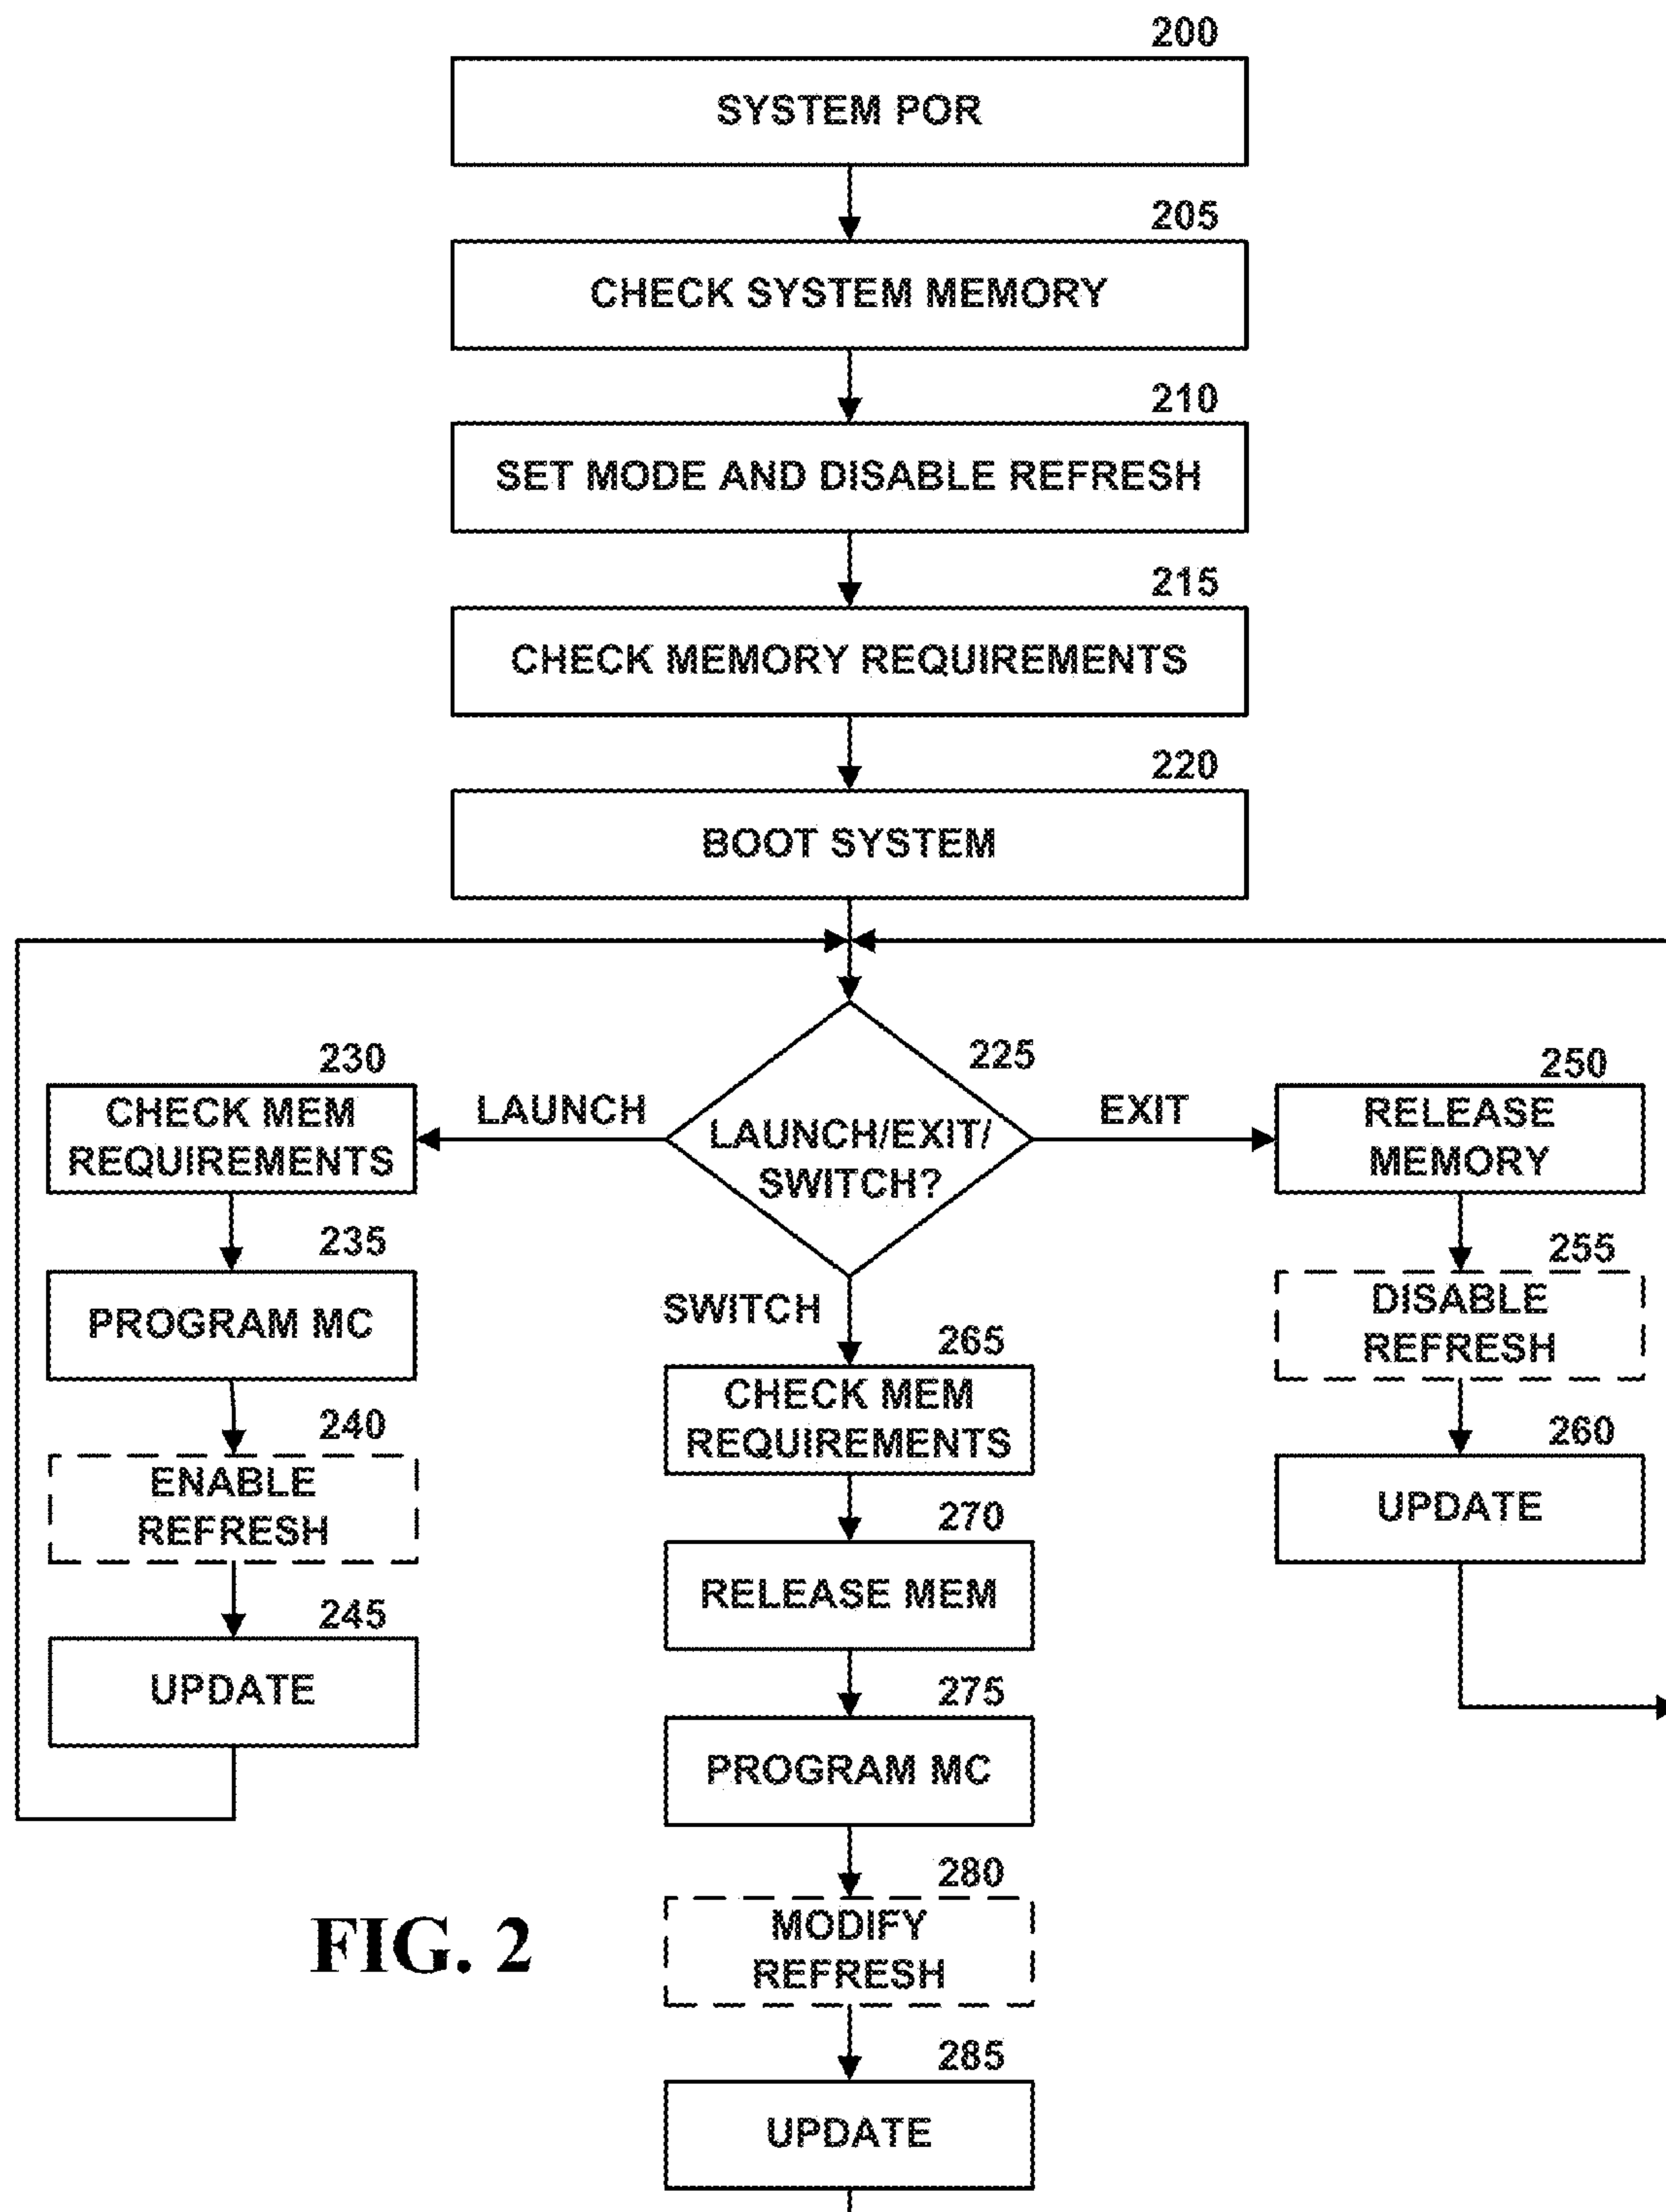 200
SYSTEM POR
205
CHECK SYSTEM MEMORY
210
SET MODE AND DISABLE REFRESH
215
CHECK MEMORY REQUIREMENTS
220
BOOT SYSTEM
225
LAUNCH/EXIT/
SWITCH?
LAUNCH
EXIT
SWITCH
230
CHECK MEM
REQUIREMENTS
235
PROGRAM MC
240
ENABLE
REFRESH
245
UPDATE
250
RELEASE
MEMORY
255
DISABLE
REFRESH
260
UPDATE
265
CHECK MEM
REQUIREMENTS
270
RELEASE MEM
275
PROGRAM MC
280
MODIFY
REFRESH
285
UPDATE
FIG. 2